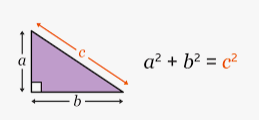 c
a
b
a² + b² = c²